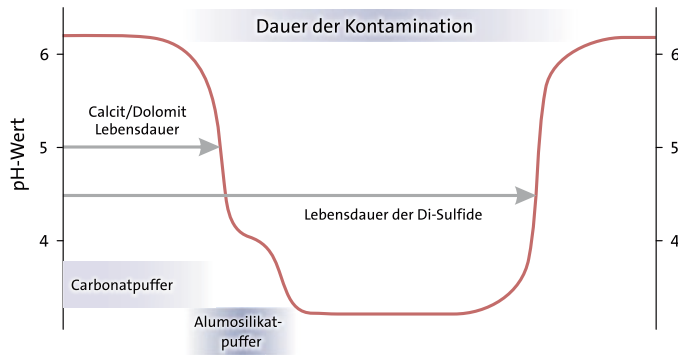 Dauer der Kontamination
6
6
Calcit/Dolomit
Lebensdauer
5
5
pH-Wert
Lebensdauer der Di-Sulfide
4
4
Carbonatpuffer
Alumosilikat-
puffer